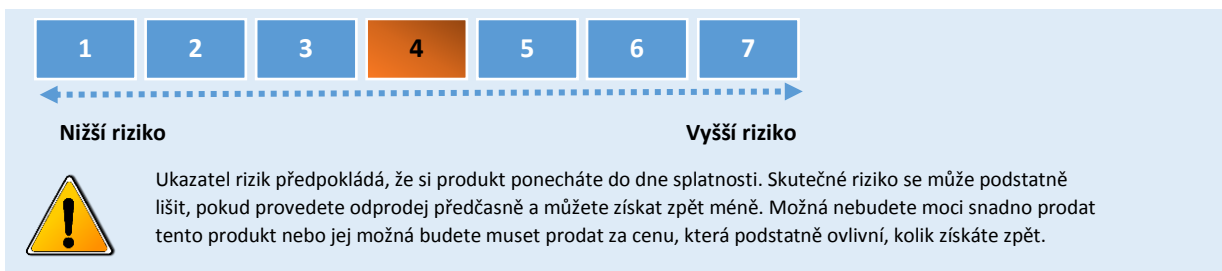 1 2 3 4 5 6 7
Nižší riziko Vyšší riziko
Ukazatel rizik předpokládá, že si produkt ponecháte do dne splatnosti. Skutečné riziko se může podstatně
lišit, pokud provedete odprodej předčasně a můžete získat zpět méně. Možná nebudete moci snadno prodat
tento produkt nebo jej možná budete muset prodat za cenu, která podstatně ovlivní, kolik získáte zpět.